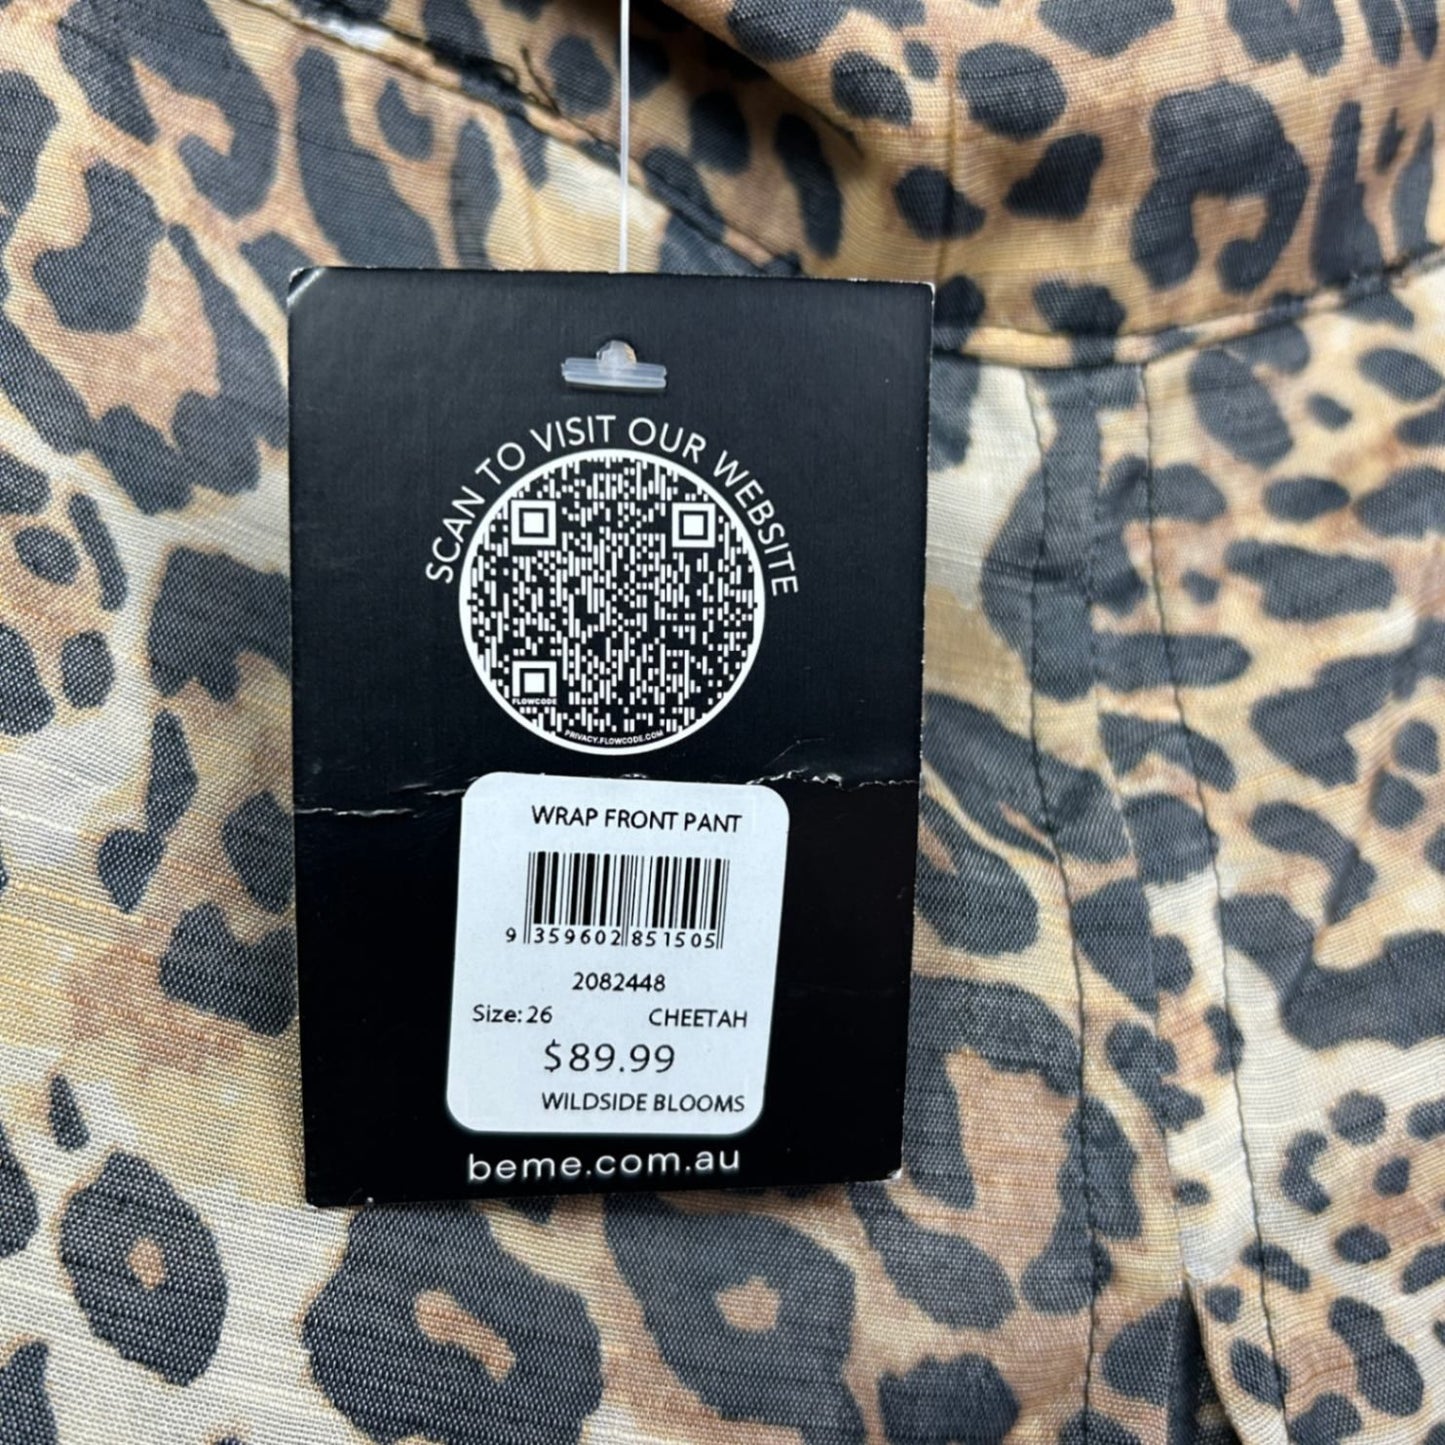 SCAN TO VISIT OUR WEBSITE
FLOWCODE
PRIVACY.FLOWCODE.COM
WRAP FRONT PANT
9 359602 851505
2082448
Size: 26 CHEETAH
$89.99
WILDSIDE BLOOMS
beme.com.au